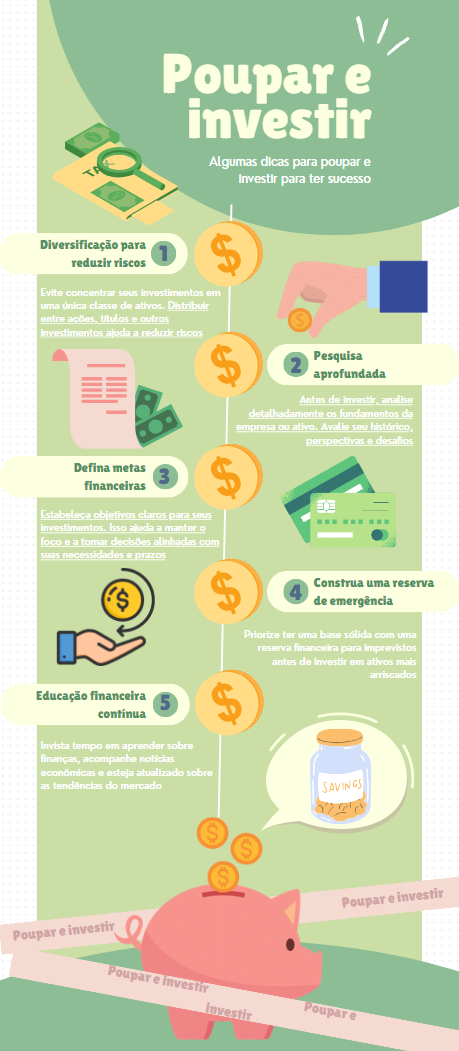 Poupar e
investir
Algumas dicas para poupar e
investir para ter sucesso
TAX
Diversificação para
reduzir riscos
1
Evite concentrar seus investimentos em
uma única classe de ativos. Distribuir
entre ações, títulos e outros
investimentos ajuda a reduzir riscos
2
Pesquisa
aprofundada
Antes de investir, analise
detalhadamente os fundamentos da
empresa ou ativo. Avalie seu histórico,
perspectivas e desafios
Defina metas
financeiras
3
Estabeleça objetivos claros para seus
investimentos. Isso ajuda a manter o
foco e a tomar decisões alinhadas com
suas necessidades e prazos
4
Construa uma reserva
de emergência
Priorize ter uma base sólida com uma
reserva financeira para imprevistos
antes de investir em ativos mais
arriscados
Educação financeira
contínua
5
Invista tempo em aprender sobre
finanças, acompanhe notícias
econômicas e esteja atualizado sobre
as tendências do mercado
SAVINGS
Poupar e investir
Poupar e investir
Poupar e investir
investir
Poupar e